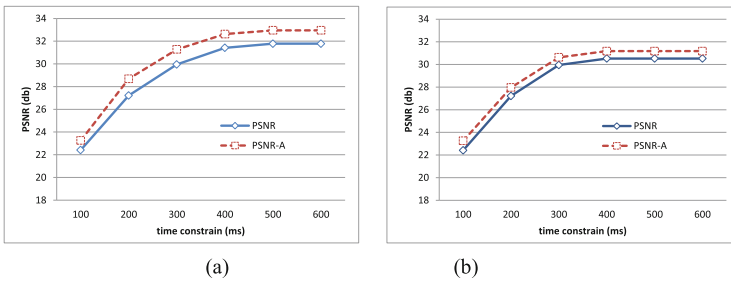 34
32
30
28
26
24
22
20
18
PSNR (db)
100 200 300 400 500 600
time constrain (ms)
PSNR
PSNR-A
(a)
34
32
30
28
26
24
22
20
18
PSNR (db)
100 200 300 400 500 600
time constrain (ms)
PSNR
PSNR-A
(b)